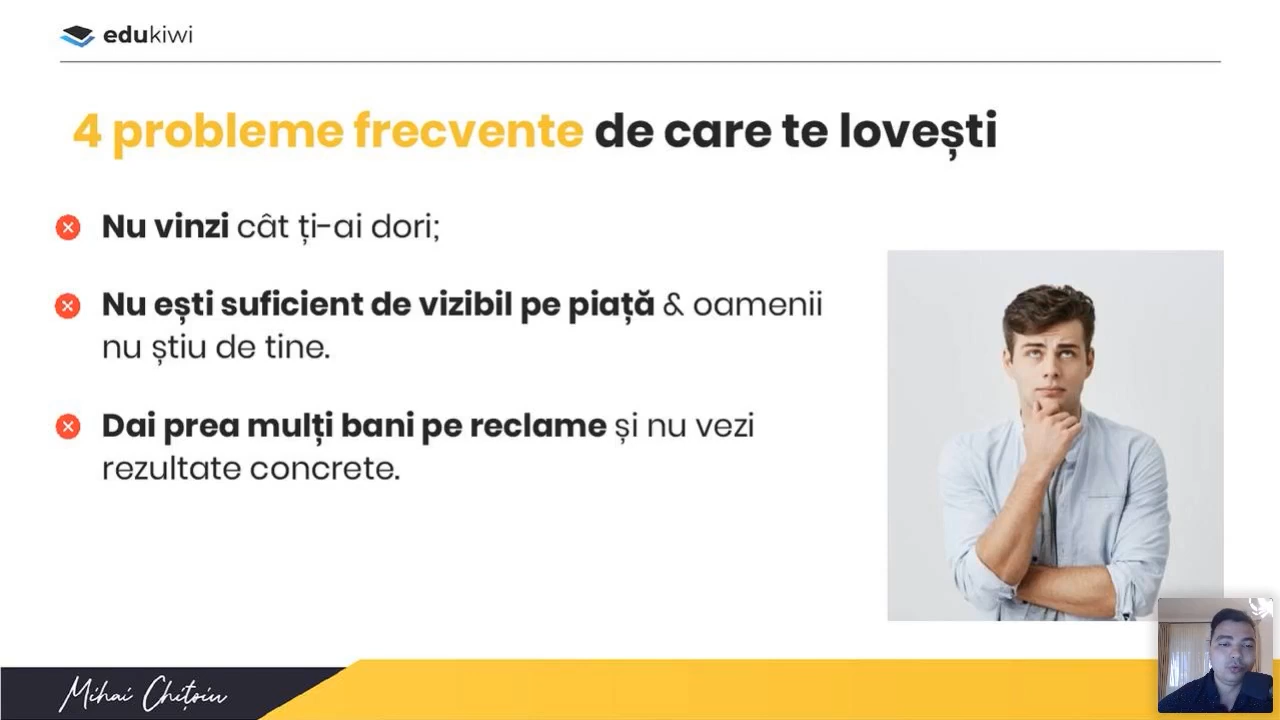 edukiwi
4 probleme frecvente de care te lovești
Nu vinzi cât ți-ai dori;
Nu ești suficient de vizibil pe piață & oamenii
nu știu de tine.
Dai prea mulți bani pe reclame și nu vezi
rezultate concrete.
Mihai Chițoiu